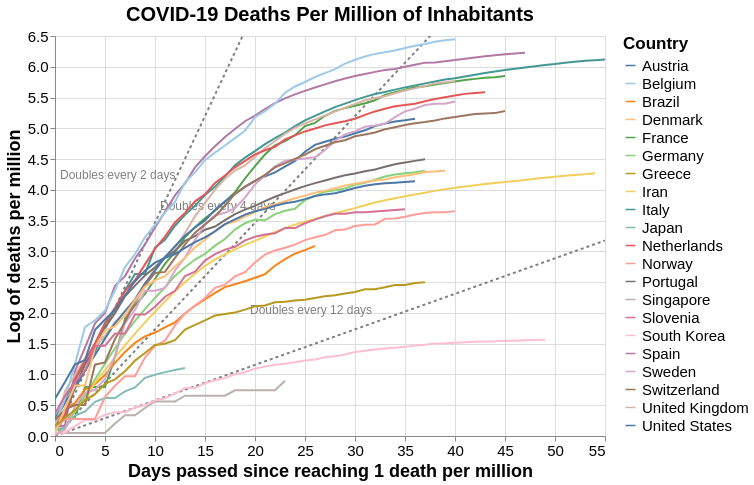 COVID-19 Deaths Per Million of Inhabitants
Log of deaths per million
6.5
6.0
5.5
5.0
4.5
4.0
3.5
3.0
2.5
2.0
1.5
1.0
0.5
0.0
Doubles every 2 days
Doubles every 4 days
Doubles every 12 days
0 5 10 15 20 25 30 35 40 45 50 55
Days passed since reaching 1 death per million
Country
Austria
Belgium
Brazil
Denmark
France
Germany
Greece
Iran
Italy
Japan
Netherlands
Norway
Portugal
Singapore
Slovenia
South Korea
Spain
Sweden
Switzerland
United Kingdom
United States